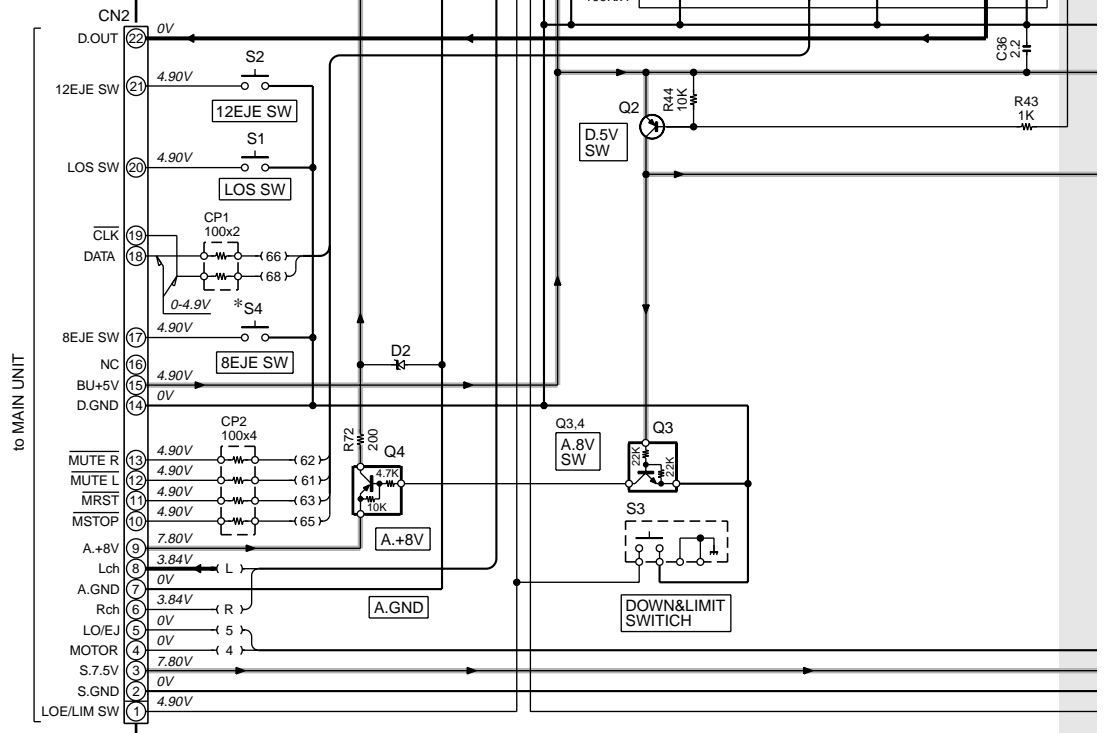 CN2
D.OUT 22 0V
S2
12EJE SW 21 4.90V
12EJE SW
S1
LOS SW 20 4.90V
LOS SW
CP1
100x2
CLK 19
DATA 18 66
68
0-4.9V
*S4
8EJE SW 17 4.90V
8EJE SW
NC 16
BU+5V 15 4.90V
D.GND 14 0V
to MAIN UNIT
CP2
100x4
MUTE R 13 4.90V 62
MUTE L 12 4.90V 61
MRST 11 4.90V 63
MSTOP 10 4.90V 65
A.+8V 9 7.80V
Lch 8 3.84V L
A.GND 7 0V
Rch 6 3.84V R
LO/EJ 5 0V 5
MOTOR 4 0V 4
S.7.5V 3 7.80V
S.GND 2 0V
LOE/LIM SW 1 4.90V
D2
R72
200
Q4
4.7K
10K
A.+8V
A.GND
C36
2.2
Q2
R44
10K
R43
1K
D.5V
SW
Q3,4
A.8V
SW
Q3
22K
22K
S3
DOWN&LIMIT
SWITICH